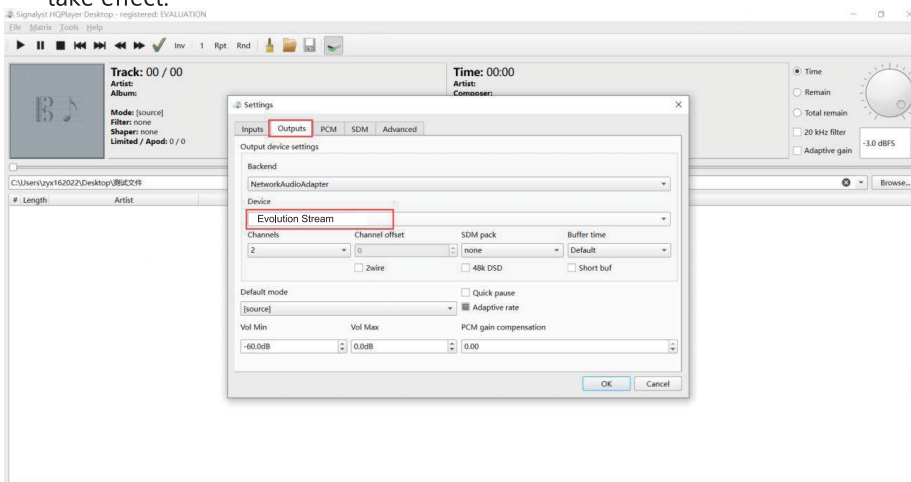 take effect.
Signalyst HQPlayer Desktop - registered: EVALUATION
File Matrix Tools Help
Inv 1 Rpt Rnd
Track: 00 / 00
Artist:
Album:
Mode: [source]
Filter: none
Shaper: none
Limited / Apod: 0 / 0
Time: 00:00
Artist:
Composer:
Time
Remain
Total remain
20 kHz filter
Adaptive gain
-3.0 dBFS
C:\Users\zyx162022\Desktop\测试文件
Browse...
# Length Artist
Settings
Inputs Outputs PCM SDM Advanced
Output device settings
Backend
NetworkAudioAdapter
Device
Evolution Stream
Channels Channel offset SDM pack Buffer time
2 0 none Default
2wire 48k DSD Short buf
Default mode
Quick pause
[source]
Adaptive rate
Vol Min Vol Max PCM gain compensation
-60.0dB 0.0dB 0.00
OK Cancel